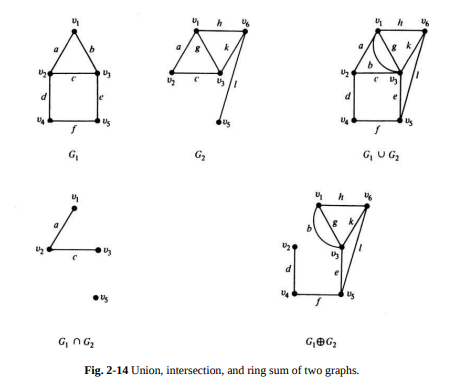 v₁
a b
v₂ c v₃
d e
v₄ f v₅
G₁
v₁ h v₆
a g k
v₂ c v₃ l
v₅
G₂
v₁ h v₆
a g k
b
v₂ c v₃ l
d e
v₄ f v₅
G₁ ∪ G₂
v₁
a
v₂ c v₃
v₅
G₁ ∩ G₂
v₁ h v₆
b g k
v₂ v₃ l
d e
v₄ f v₅
G₁⊕G₂
Fig. 2-14 Union, intersection, and ring sum of two graphs.